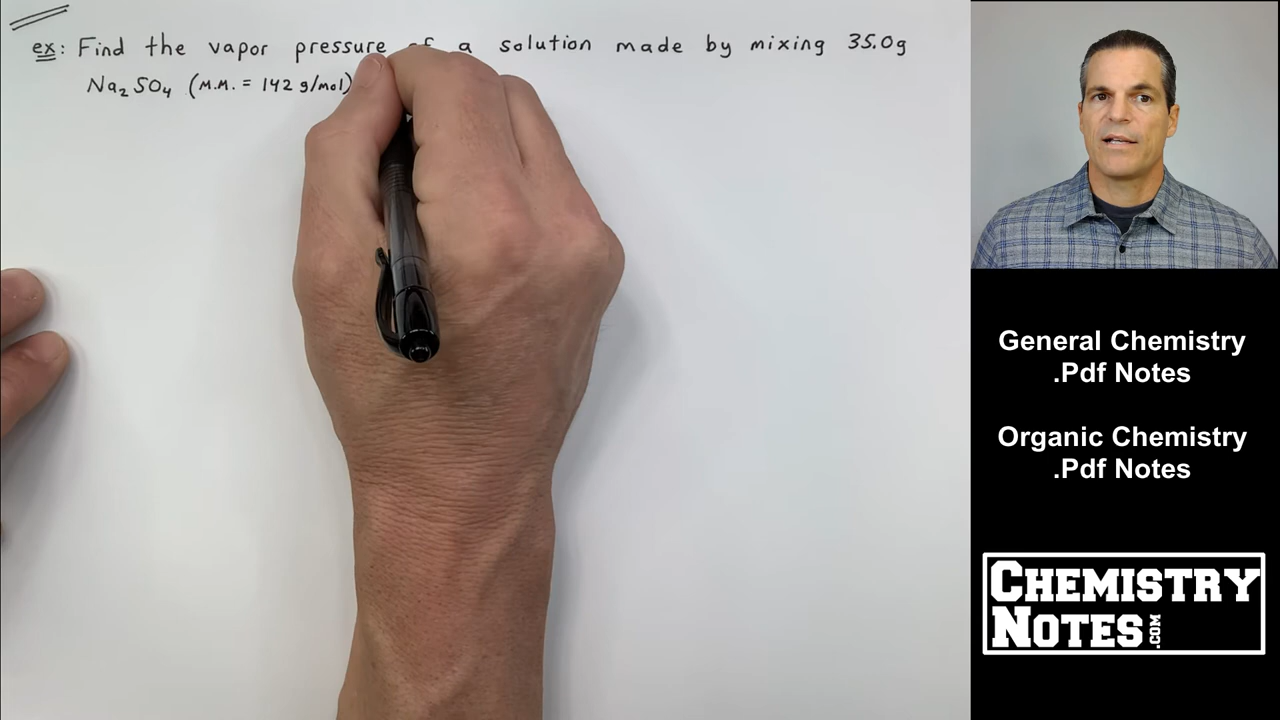 ex: Find the vapor pressure of a solution made by mixing 35.0g
Na₂SO₄ (M.M. = 142 g/mol)
General Chemistry
.Pdf Notes
Organic Chemistry
.Pdf Notes
CHEMISTRY
NOTES.COM